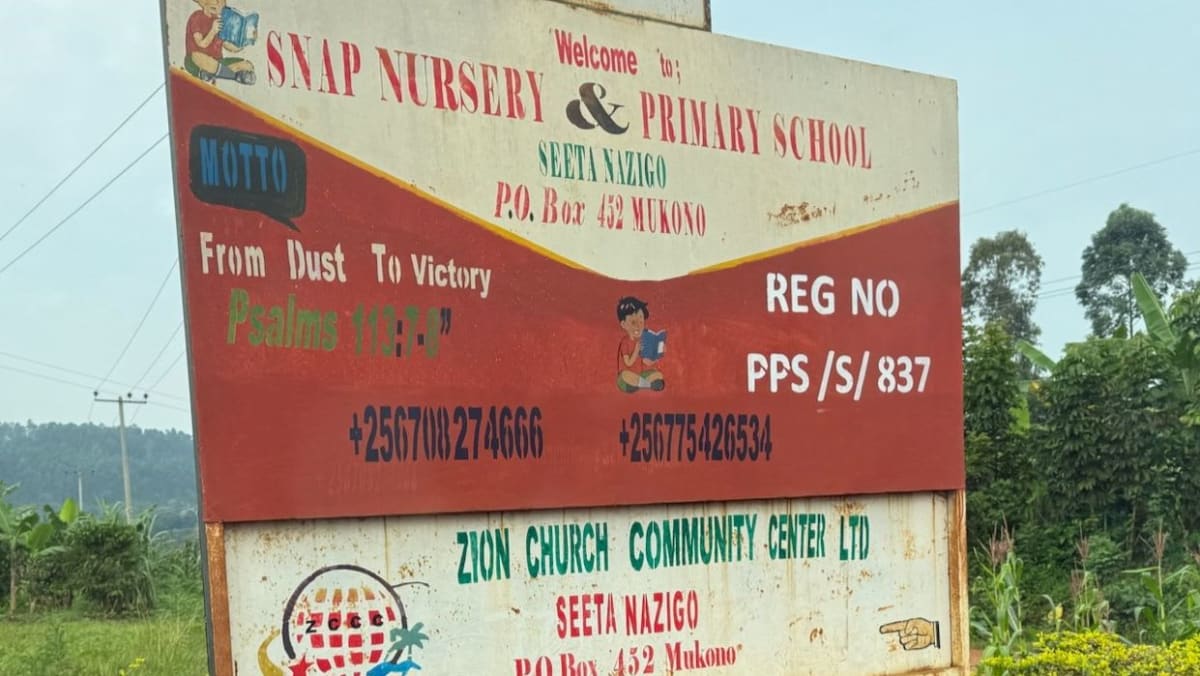 Welcome to;
SNAP NURSERY & PRIMARY SCHOOL
SEETA NAZIGO
P.O. Box 452 MUKONO
MOTTO
From Dust To Victory
Psalms 113:7-8"
REG NO
PPS /S/ 837
+256708274666
+256775426534
ZION CHURCH COMMUNITY CENTER LTD
ZCCC
SEETA NAZIGO
P.O Box 452 Mukono"